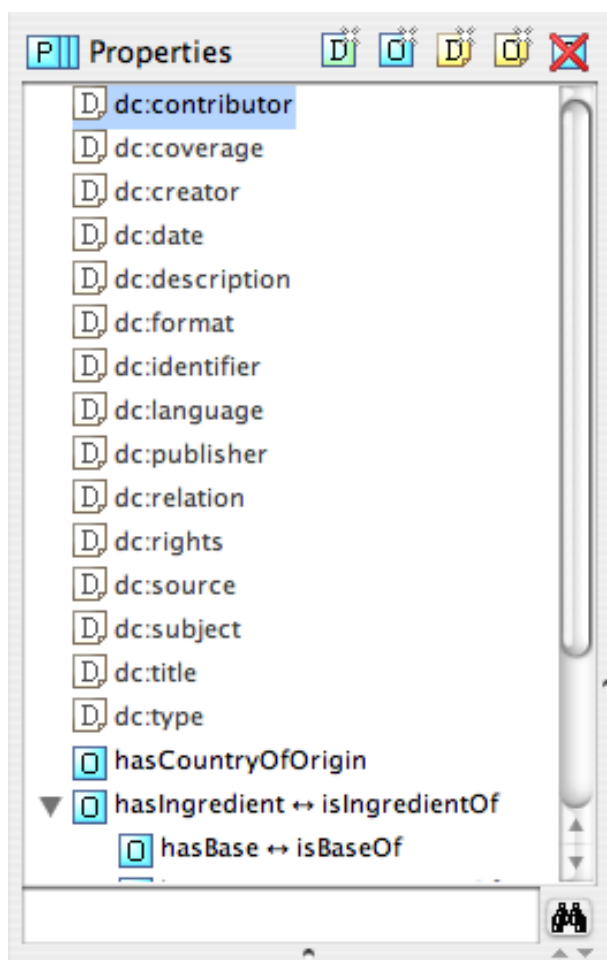 P Properties D O D O
D dc:contributor
D dc:coverage
D dc:creator
D dc:date
D dc:description
D dc:format
D dc:identifier
D dc:language
D dc:publisher
D dc:relation
D dc:rights
D dc:source
D dc:subject
D dc:title
D dc:type
O hasCountryOfOrigin
O hasIngredient ↔ isIngredientOf
O hasBase ↔ isBaseOf